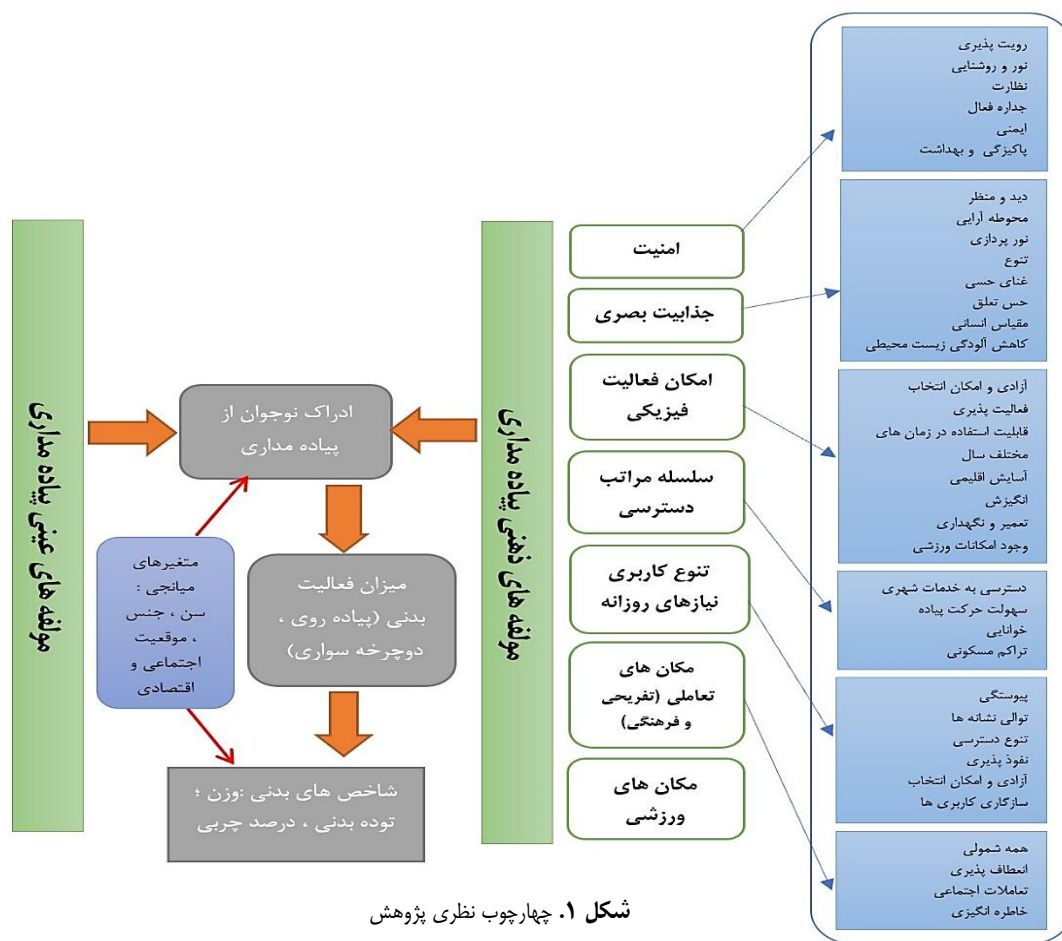 رویت پذیری
نور و روشنایی
نظارت
جداره فعال
ایمنی
پاکیزگی و بهداشت
دید و منظر
محوطه آرایی
نور پردازی
تنوع
غنای حسی
حس تعلق
مقیاس انسانی
کاهش آلودگی زیست محیطی
آزادی و امکان انتخاب
فعالیت پذیری
قابلیت استفاده در زمان های
مختلف سال
آسایش اقلیمی
انگیزش
تعمیر و نگهداری
وجود امکانات ورزشی
دسترسی به خدمات شهری
سهولت حرکت پیاده
خوانایی
تراکم مسکونی
پیوستگی
توالی نشانه ها
تنوع دسترسی
نفوذ پذیری
آزادی و امکان انتخاب
سازگاری کاربری ها
همه شمولی
انعطاف پذیری
تعاملات اجتماعی
خاطره انگیزی
امنیت
جذابیت بصری
امکان فعالیت
فیزیکی
سلسله مراتب
دسترسی
تنوع کاربری
نیازهای روزانه
مکان های
تعاملی (تفریحی
و فرهنگی)
مکان های
ورزشی
مولفه های ذهنی پیاده مداری
ادراک نوجوان از
پیاده مداری
میزان فعالیت
بدنی (پیاده روی ،
دوچرخه سواری)
شاخص های بدنی :وزن ؛
توده بدنی ، درصد چربی
متغیرهای
میانجی :
سن ، جنس
، موقعیت
اجتماعی و
اقتصادی
مولفه های عینی پیاده مداری
شکل ۱. چهارچوب نظری پژوهش